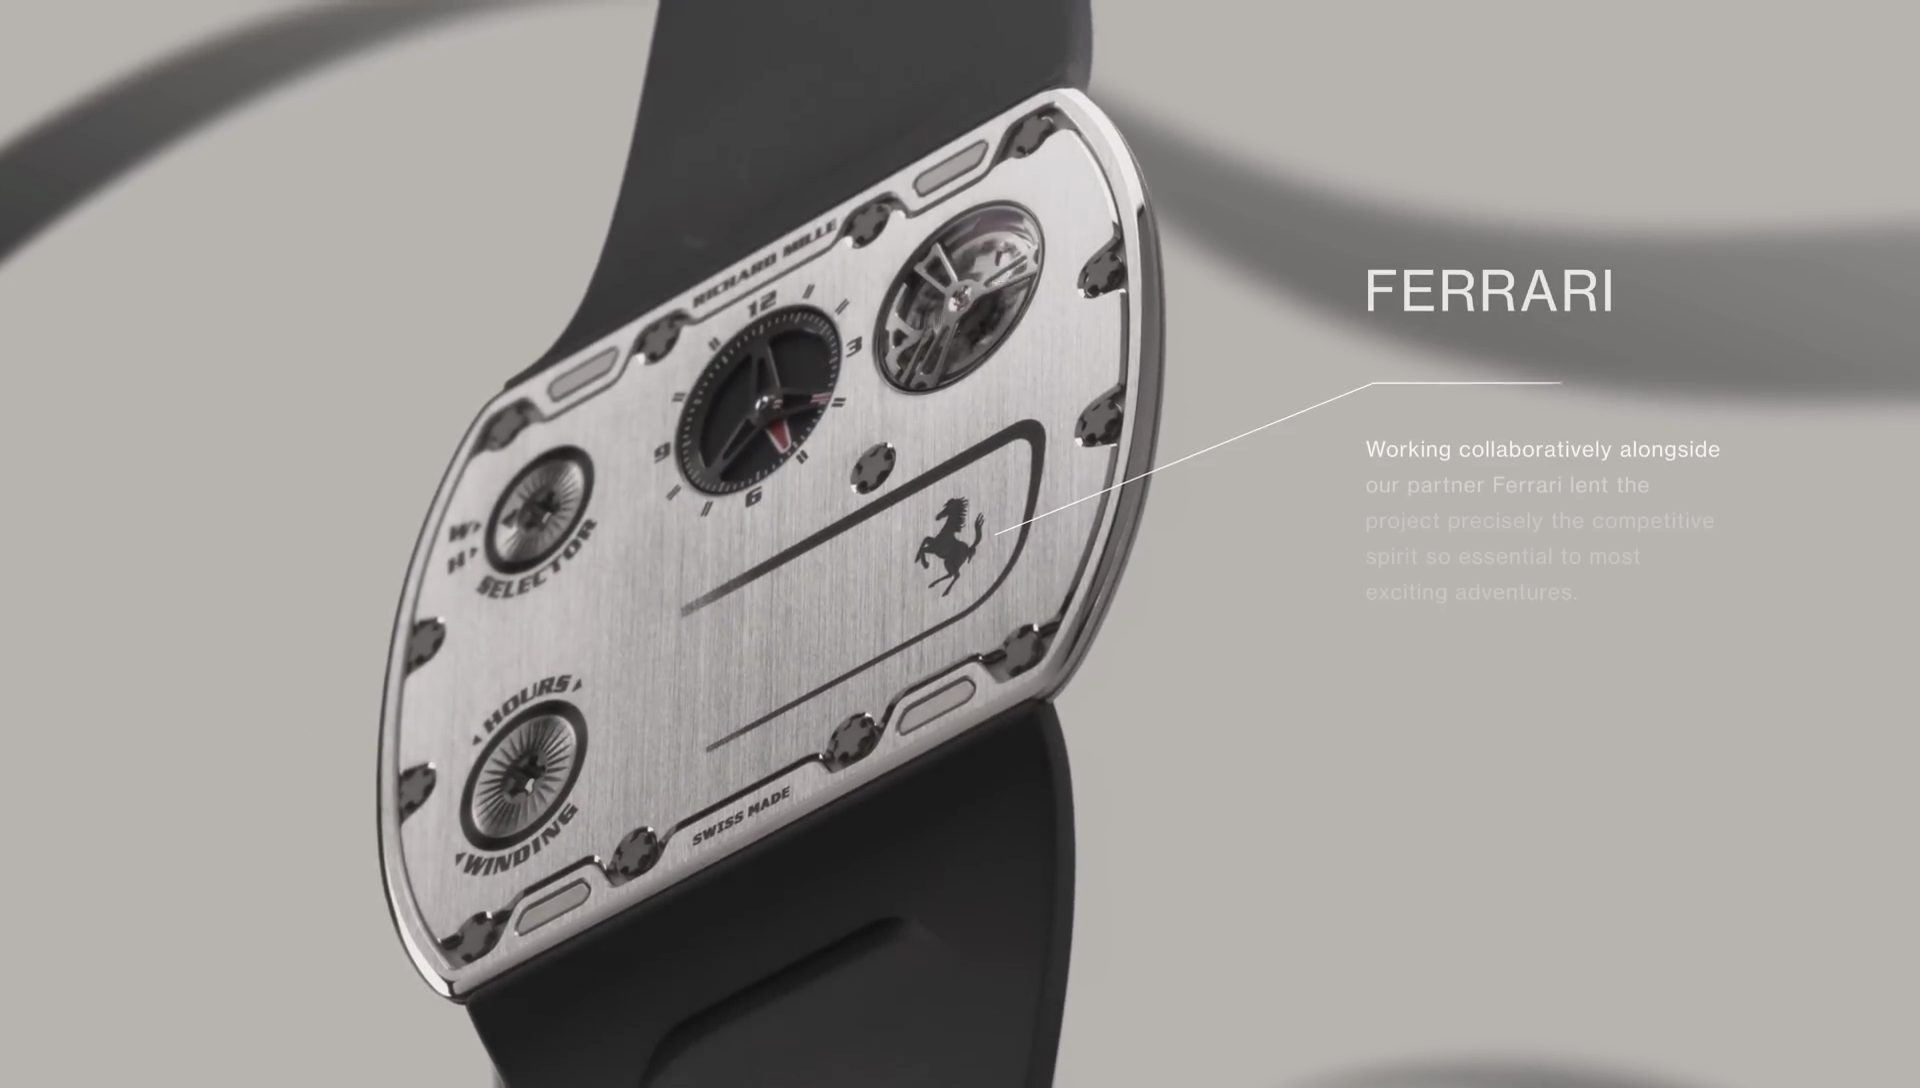 RICHARD MILLE
12
3
6
9
W
H
SELECTOR
HOURS
WINDING
SWISS MADE
FERRARI
Working collaboratively alongside
our partner Ferrari lent the
project precisely the competitive
spirit so essential to most
exciting adventures.